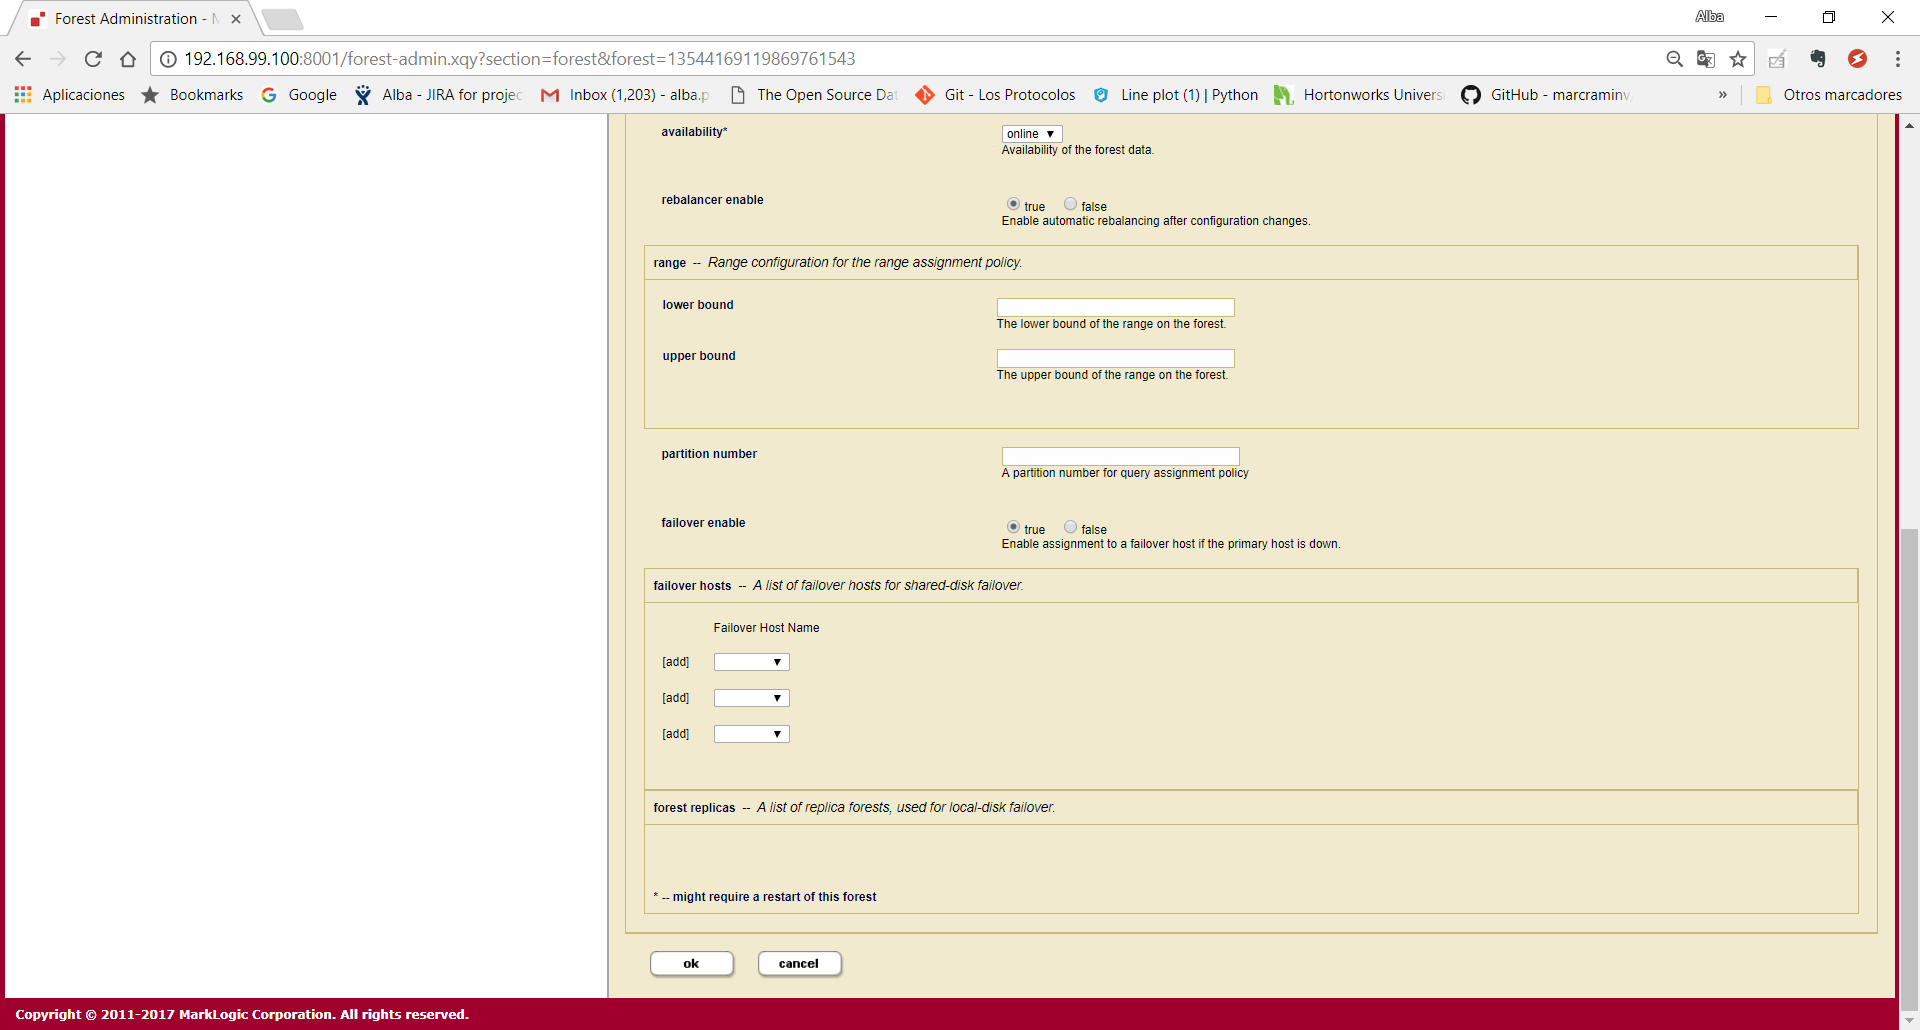 Forest Administration - M
Alba
192.168.99.100:8001/forest-admin.xqy?section=forest&forest=13544169119869761543
Aplicaciones Bookmarks Google Alba - JIRA for projec Inbox (1,203) - alba.p The Open Source Dat Git - Los Protocolos Line plot (1) | Python Hortonworks Universi GitHub - marcraminv » Otros marcadores
availability* online
Availability of the forest data.
rebalancer enable true false
Enable automatic rebalancing after configuration changes.
range -- Range configuration for the range assignment policy.
lower bound
The lower bound of the range on the forest.
upper bound
The upper bound of the range on the forest.
partition number
A partition number for query assignment policy
failover enable true false
Enable assignment to a failover host if the primary host is down.
failover hosts -- A list of failover hosts for shared-disk failover.
Failover Host Name
[add]
[add]
[add]
forest replicas -- A list of replica forests, used for local-disk failover.
* -- might require a restart of this forest
ok cancel
Copyright © 2011-2017 MarkLogic Corporation. All rights reserved.